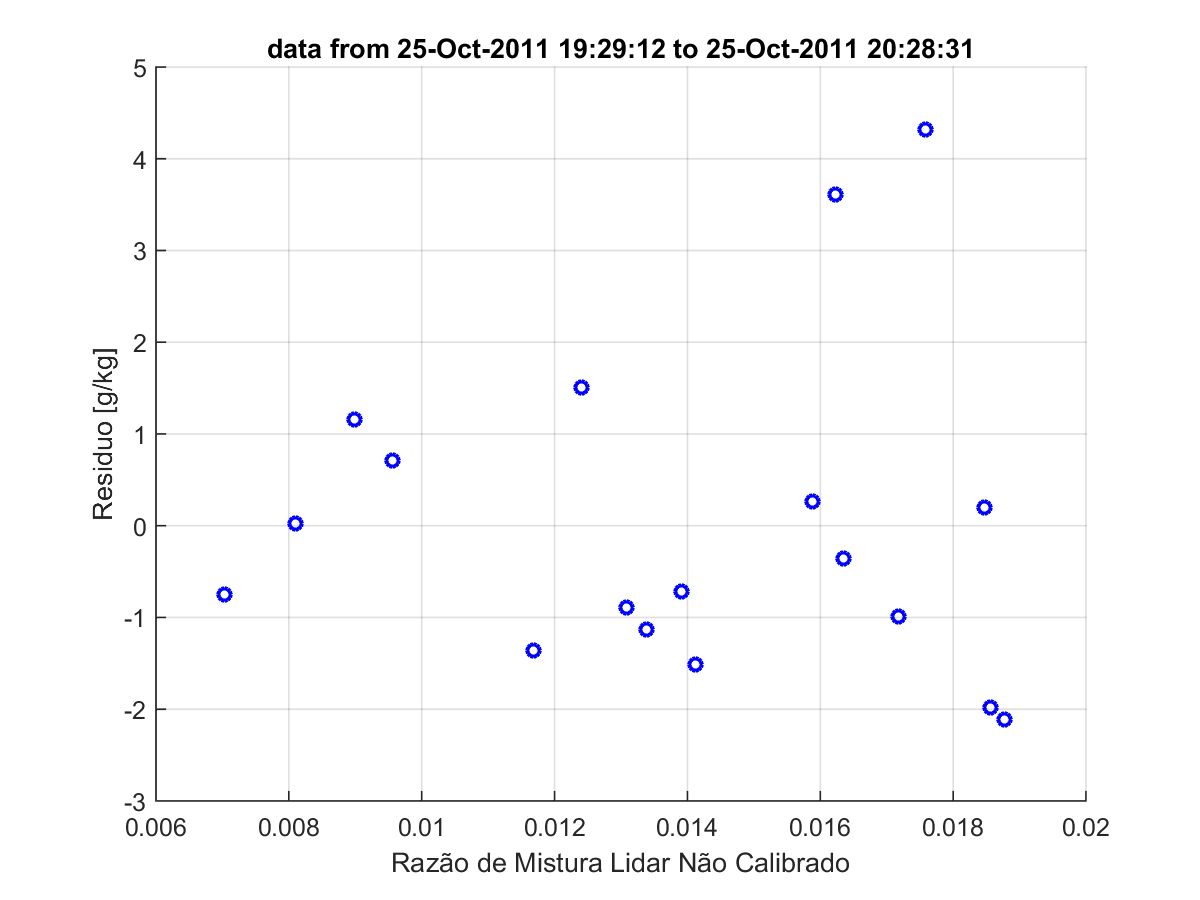 data from 25-Oct-2011 19:29:12 to 25-Oct-2011 20:28:31
5
4
3
2
1
0
-1
-2
-3
Residuo [g/kg]
0.006 0.008 0.01 0.012 0.014 0.016 0.018 0.02
Razão de Mistura Lidar Não Calibrado